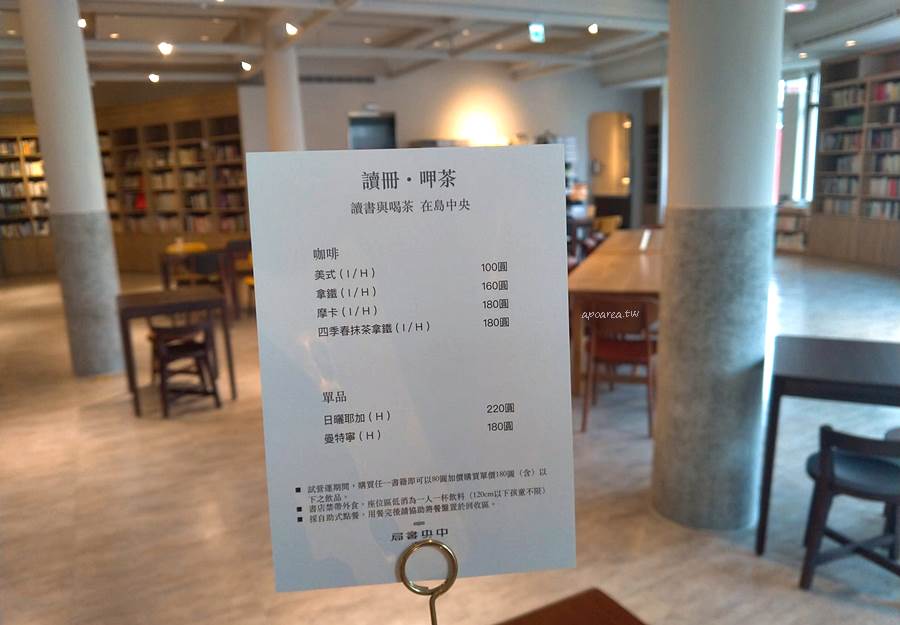 讀冊・呷茶
讀書與喝茶 在島中央
咖啡
美式（I/H） 100圓
拿鐵（I/H） 160圓
摩卡（I/H） 180圓
四季春抹茶拿鐵（I/H） 180圓
單品
日曬耶加（H） 220圓
曼特寧（H） 180圓
■ 試營運期間，購買任一書籍即可以80圓加價購買單價180圓（含）以
下之飲品。
■ 書店禁帶外食，座位區低消為一人一杯飲料（120cm以下孩童不限）
■ 採自助式點餐，用餐完後請協助將餐盤置於回收區。
局書央中
apoarea.tw